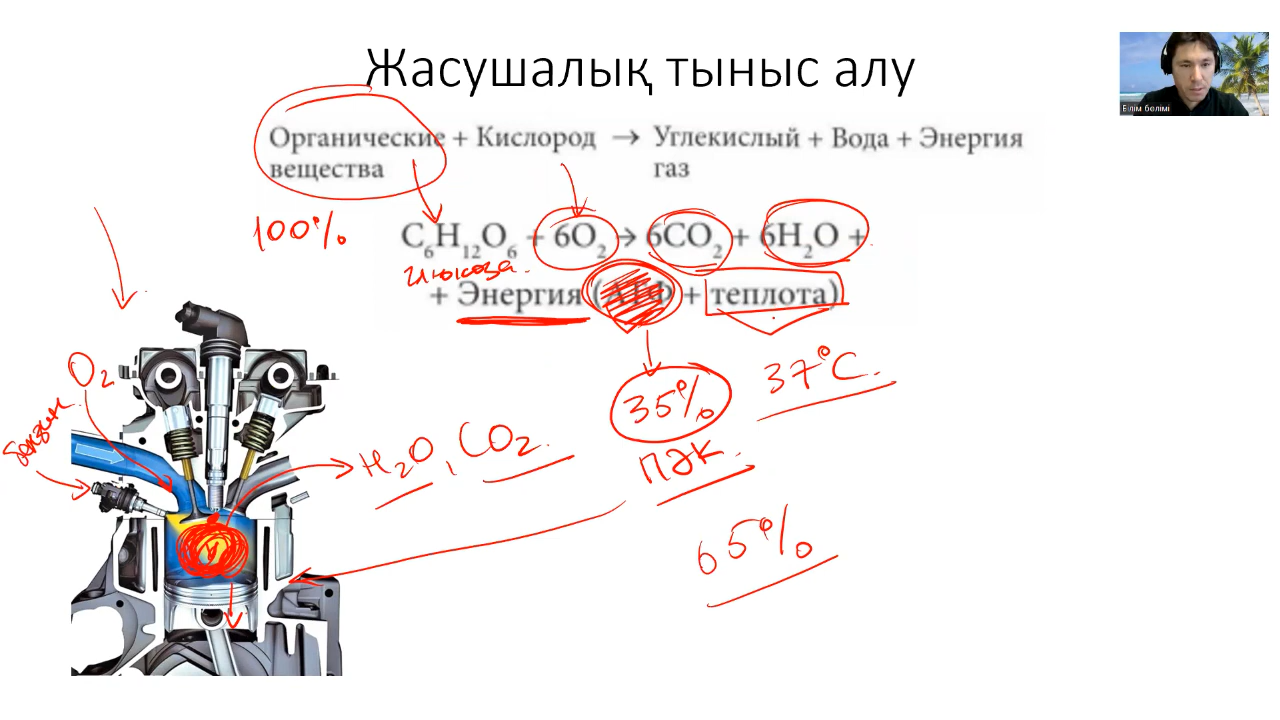 Жасушалық тыныс алу
Білім бөлімі
Органические + Кислород → Углекислый + Вода + Энергия
вещества газ
100%
C₆H₁₂O₆ + 6O₂ → 6CO₂ + 6H₂O +
глюкоза.
+ Энергия (АТФ + теплота)
O₂
бензин
35%
37°C.
H₂O, CO₂.
ПӘК.
65%